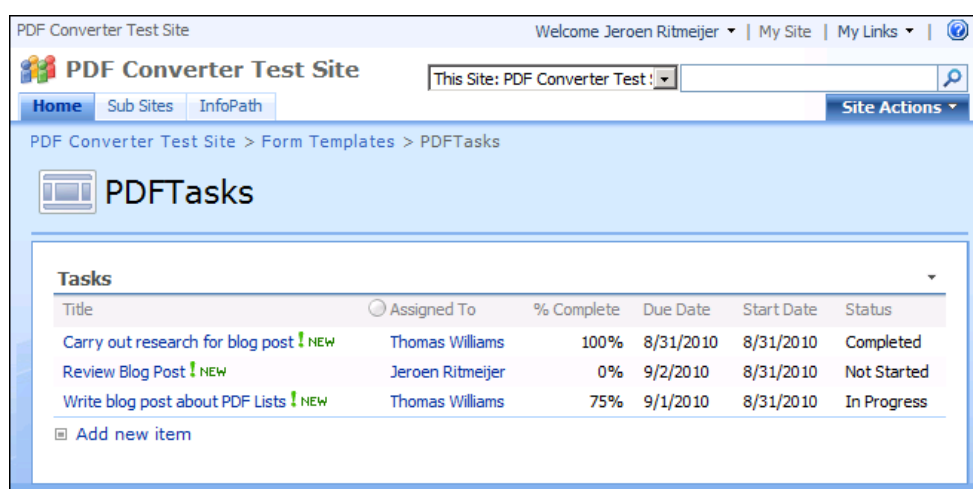 PDF Converter Test Site Welcome Jeroen Ritmeijer | My Site | My Links |
PDF Converter Test Site This Site: PDF Converter Test
Home Sub Sites InfoPath Site Actions
PDF Converter Test Site > Form Templates > PDFTasks
PDFTasks
Tasks
Title Assigned To % Complete Due Date Start Date Status
Carry out research for blog post ! NEW Thomas Williams 100% 8/31/2010 8/31/2010 Completed
Review Blog Post ! NEW Jeroen Ritmeijer 0% 9/2/2010 8/31/2010 Not Started
Write blog post about PDF Lists ! NEW Thomas Williams 75% 9/1/2010 8/31/2010 In Progress
Add new item